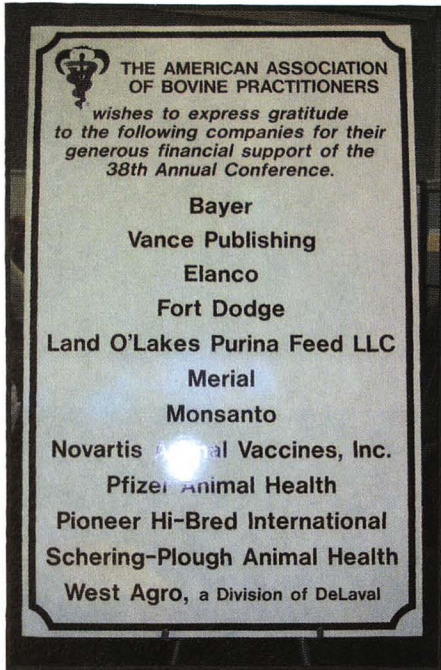 THE AMERICAN ASSOCIATION
OF BOVINE PRACTITIONERS
wishes to express gratitude
to the following companies for their
generous financial support of the
38th Annual Conference.
Bayer
Vance Publishing
Elanco
Fort Dodge
Land O'Lakes Purina Feed LLC
Merial
Monsanto
Novartis Animal Vaccines, Inc.
Pfizer Animal Health
Pioneer Hi-Bred International
Schering-Plough Animal Health
West Agro, a Division of DeLaval